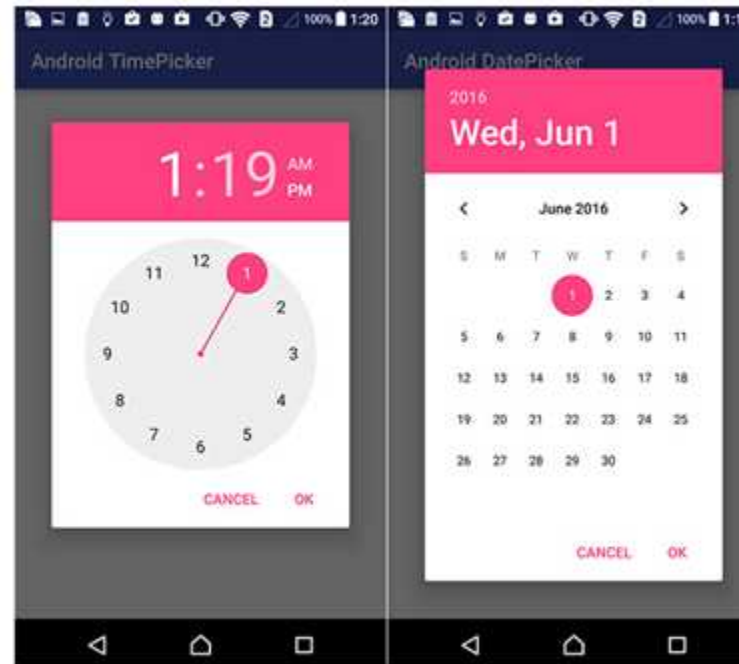 2 100% 1:20
Android TimePicker
1:19 AM
PM
12
11 1
10 2
9 3
8 4
7 5
6
CANCEL OK
2 100%
Android DatePicker
2016
Wed, Jun 1
June 2016
S M T W T F S
1 2 3 4
5 6 7 8 9 10 11
12 13 14 15 16 17 18
19 20 21 22 23 24 25
26 27 28 29 30
CANCEL OK